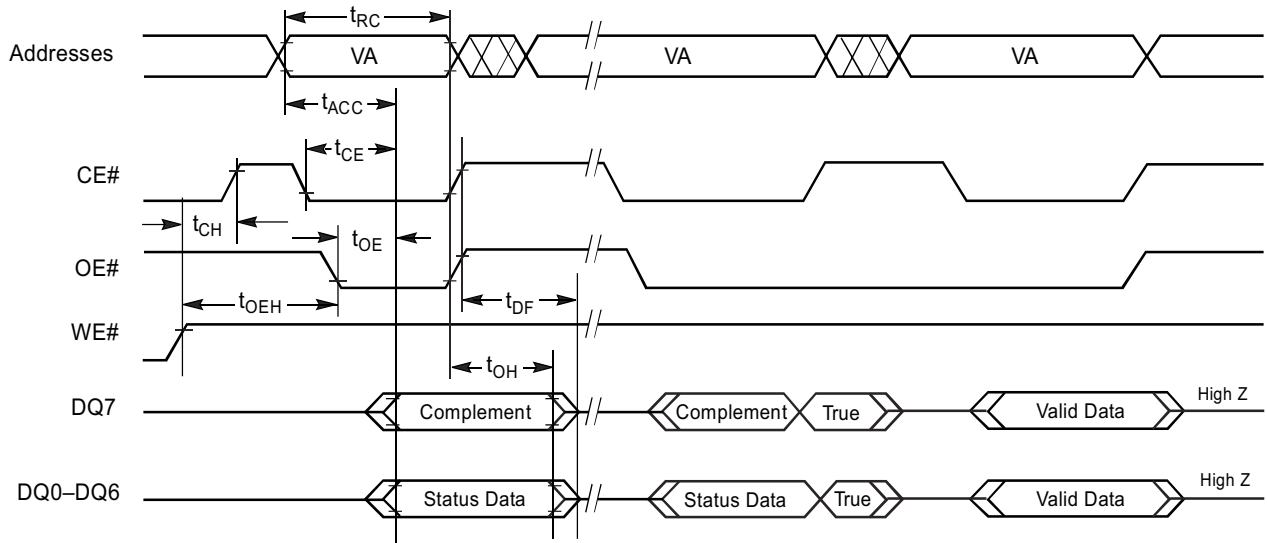 tRC
Addresses VA VA VA
tACC
tCE
CE#
tCH tOE
OE#
tOEH tDF
WE#
tOH
DQ7 Complement Complement True Valid Data High Z
DQ0–DQ6 Status Data Status Data True Valid Data High Z